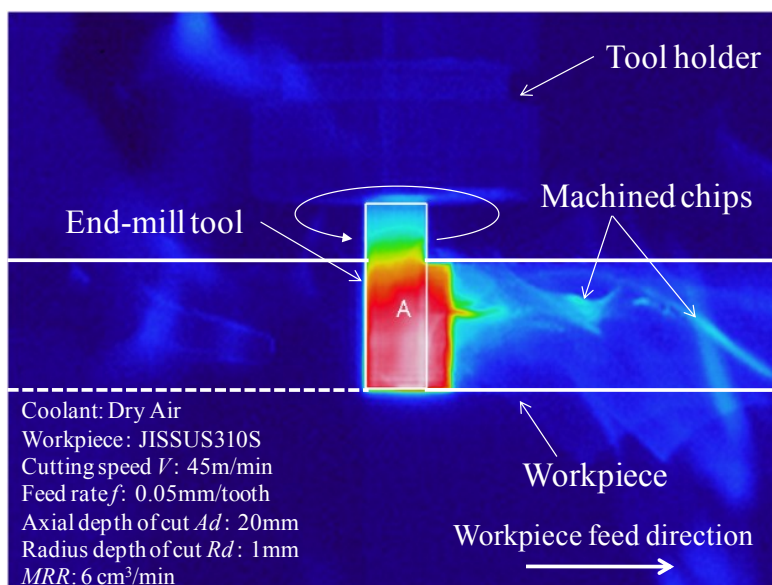 Tool holder
Machined chips
End-mill tool
A
Coolant: Dry Air
Workpiece: JISSUS310S
Cutting speed V: 45m/min
Feed rate f: 0.05mm/tooth
Axial depth of cut Ad: 20mm
Radius depth of cut Rd: 1mm
MRR: 6 cm³/min
Workpiece
Workpiece feed direction